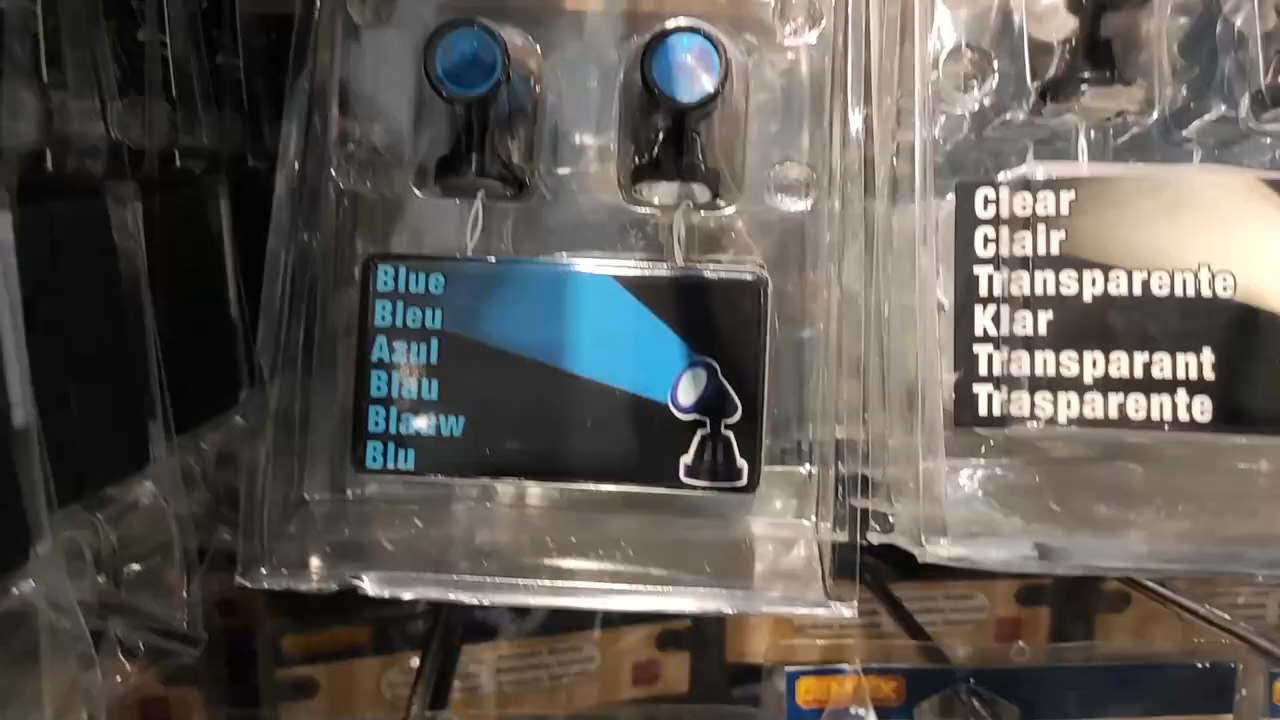 Blue
Bleu
Azul
Blau
Blauw
Blu
Clear
Clair
Transparente
Klar
Transparant
Trasparente